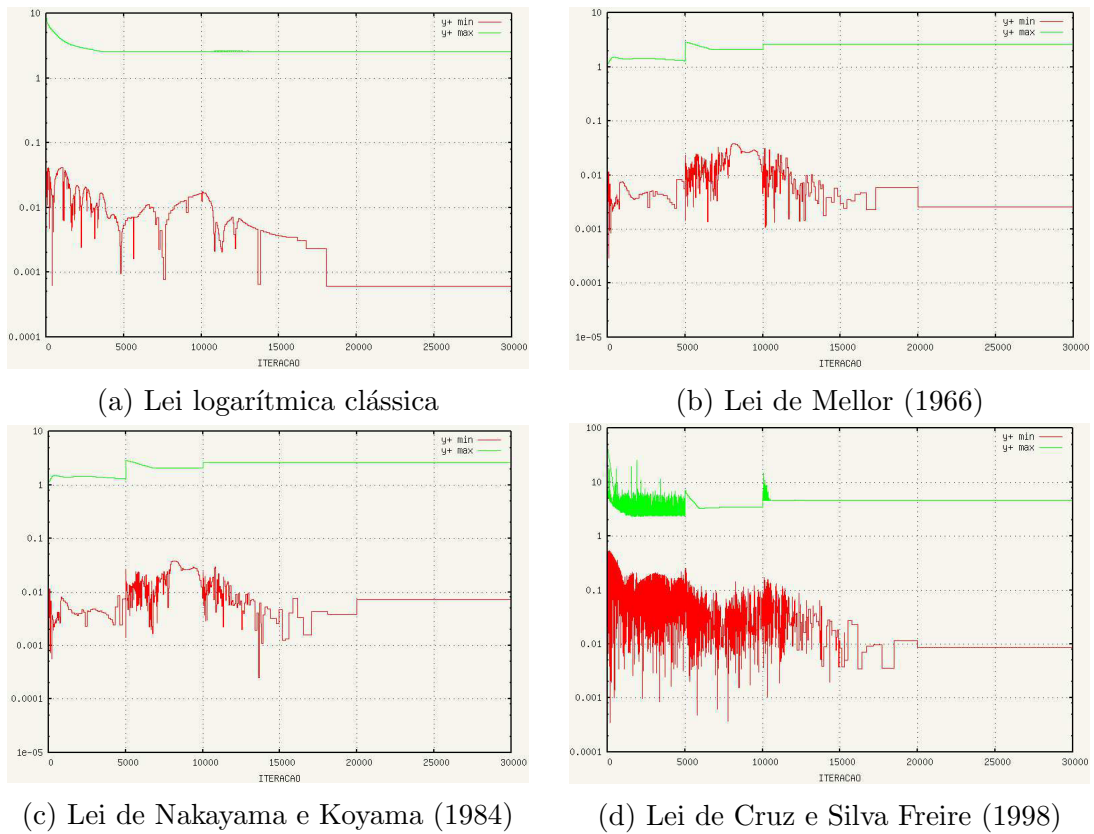 10
1
0.1
0.01
0.001
0.0001
0 5000 10000 15000 20000 25000 30000
ITERACAO
y+ min
y+ max
(a) Lei logarítmica clássica
10
1
0.1
0.01
0.001
0.0001
1e-05
0 5000 10000 15000 20000 25000 30000
ITERACAO
y+ min
y+ max
(b) Lei de Mellor (1966)
10
1
0.1
0.01
0.001
0.0001
1e-05
0 5000 10000 15000 20000 25000 30000
ITERACAO
y+ min
y+ max
(c) Lei de Nakayama e Koyama (1984)
100
10
1
0.1
0.01
0.001
0.0001
0 5000 10000 15000 20000 25000 30000
ITERACAO
y+ min
y+ max
(d) Lei de Cruz e Silva Freire (1998)